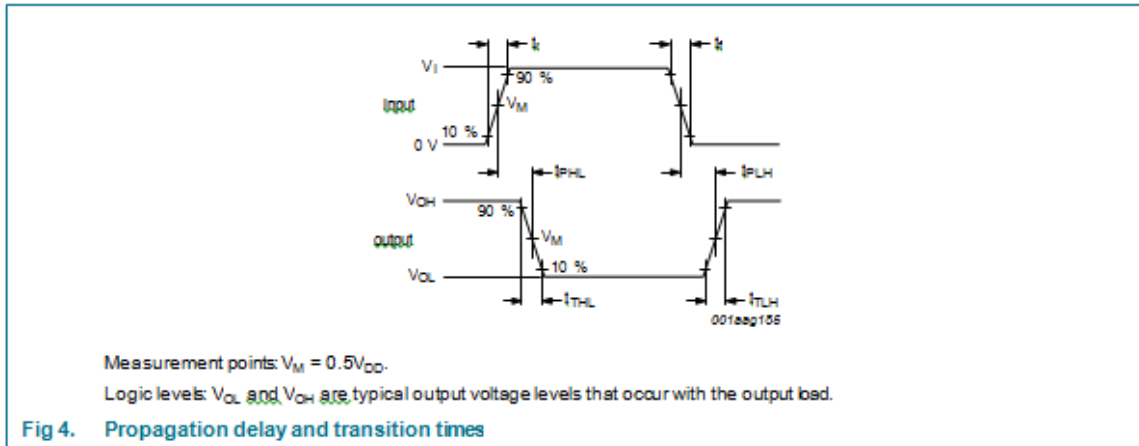 tr tf
VI
90 %
input VM
10 %
0 V
tPHL tPLH
VOH
90 %
output VM
10 %
VOL
tTHL tTLH
001aag185
Measurement points: VM = 0.5VDD.
Logic levels: VOL and VOH are typical output voltage levels that occur with the output load.
Fig 4. Propagation delay and transition times